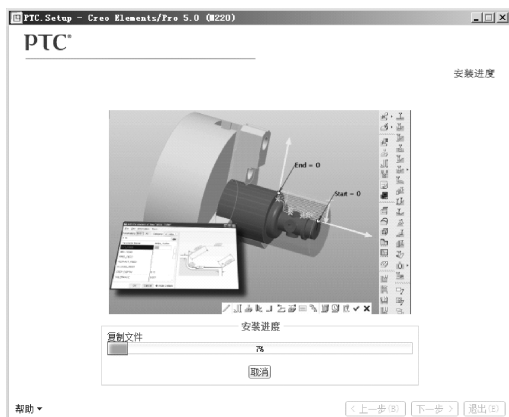 PTC.Setup - Creo Elements/Pro 5.0 (M220)
PTC®
安装进度
End = 0
Start = 0
安装进度
复制文件
7%
取消
帮助
< 上一步(B)
下一步 >
退出(E)